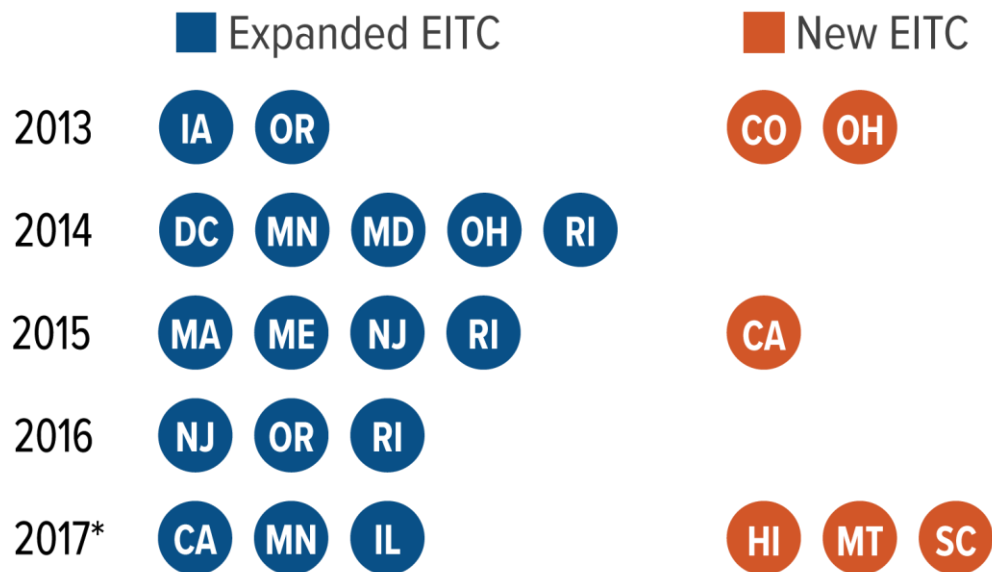 Expanded EITC New EITC
2013 IA OR CO OH
2014 DC MN MD OH RI
2015 MA ME NJ RI CA
2016 NJ OR RI
2017* CA MN IL HI MT SC